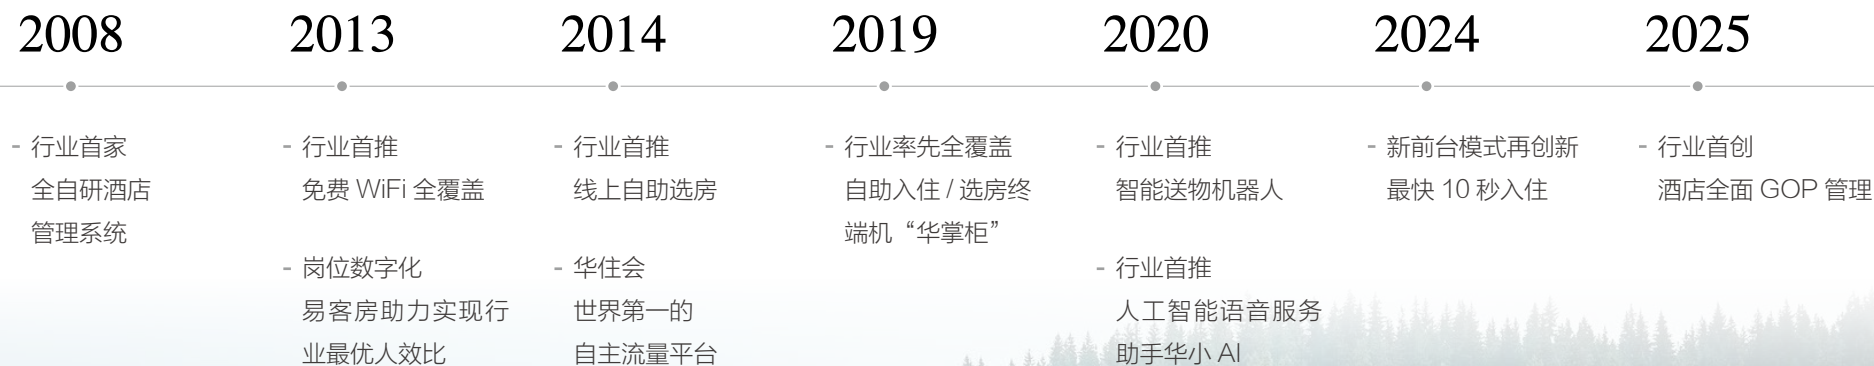 2008
- 行业首家
全自研酒店
管理系统
2013
- 行业首推
免费 WiFi 全覆盖
- 岗位数字化
易客房助力实现行
业最优人效比
2014
- 行业首推
线上自助选房
- 华住会
世界第一的
自主流量平台
2019
- 行业率先全覆盖
自助入住 / 选房终
端机“华掌柜”
2020
- 行业首推
智能送物机器人
- 行业首推
人工智能语音服务
助手华小 AI
2024
- 新前台模式再创新
最快 10 秒入住
2025
- 行业首创
酒店全面 GOP 管理